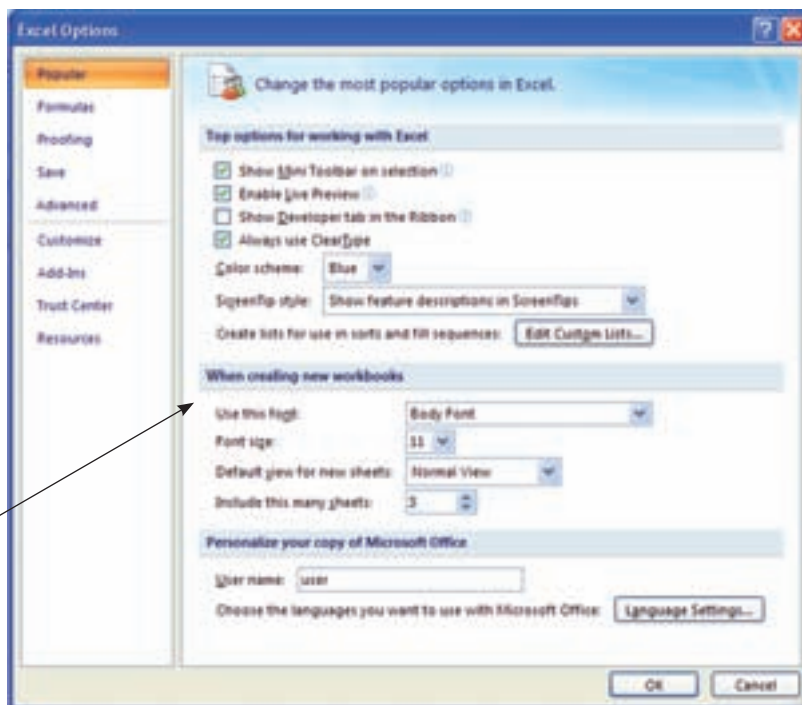 Excel Options
Popular
Formulas
Proofing
Save
Advanced
Customize
Add-Ins
Trust Center
Resources
Change the most popular options in Excel.
Top options for working with Excel
Show Mini Toolbar on selection
Enable Live Preview
Show Developer tab in the Ribbon
Always use ClearType
Color scheme: Blue
ScreenTip style: Show feature descriptions in ScreenTips
Create lists for use in sorts and fill sequences: Edit Custom Lists...
When creating new workbooks
Use this font: Body Font
Font size: 11
Default view for new sheets: Normal View
Include this many sheets: 3
Personalize your copy of Microsoft Office
User name: user
Choose the languages you want to use with Microsoft Office: Language Settings...
OK Cancel